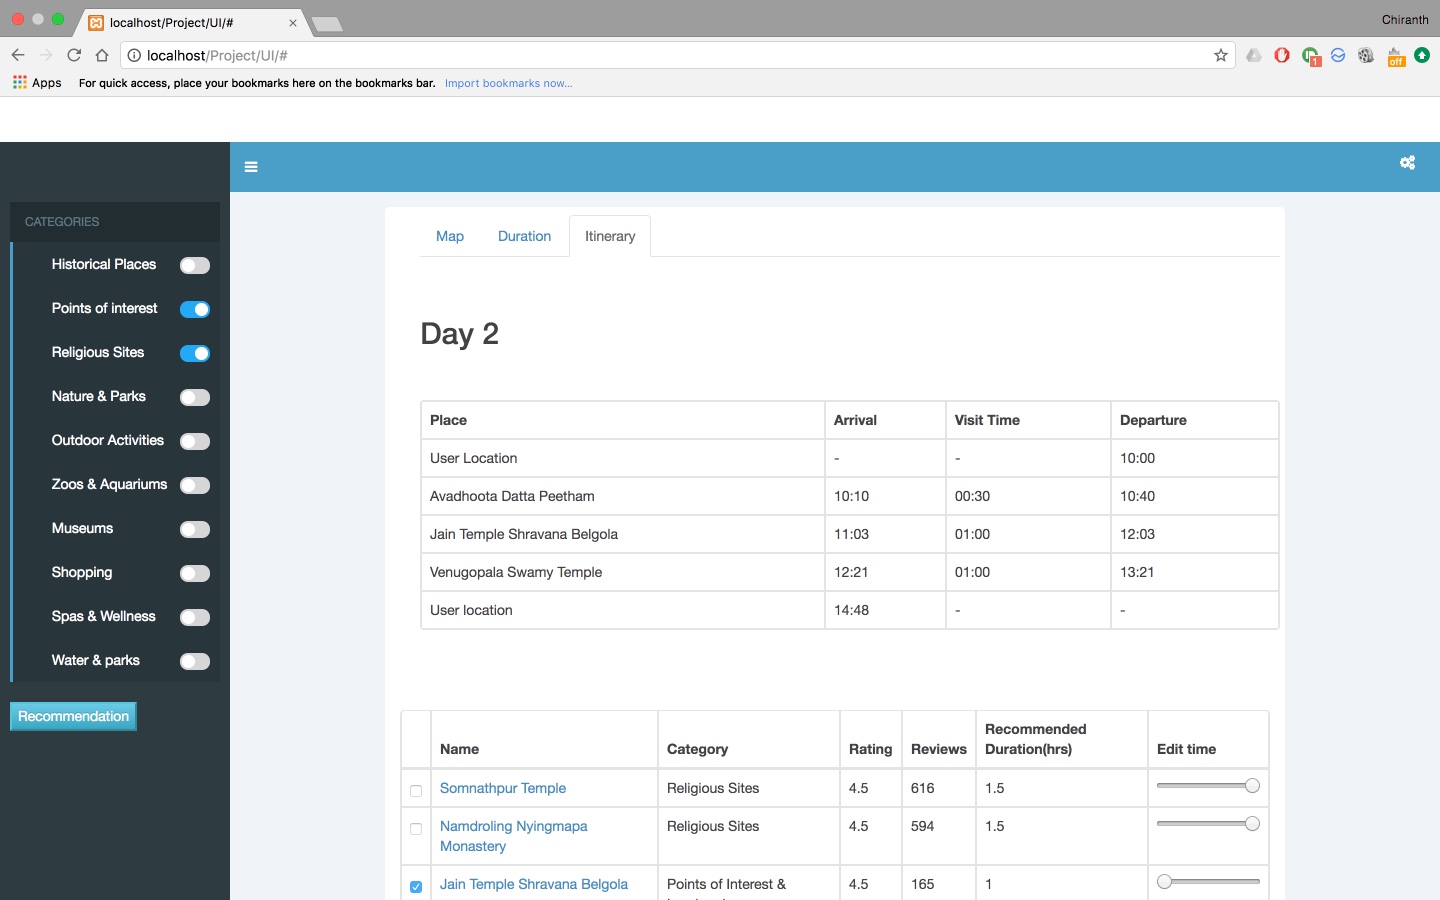 localhost/Project/UI/#
Chiranth
localhost/Project/UI/#
1
off
Apps
For quick access, place your bookmarks here on the bookmarks bar. Import bookmarks now...
CATEGORIES
Historical Places
Points of interest
Religious Sites
Nature & Parks
Outdoor Activities
Zoos & Aquariums
Museums
Shopping
Spas & Wellness
Water & parks
Recommendation
Map Duration Itinerary
Day 2
Place Arrival Visit Time Departure
User Location - - 10:00
Avadhoota Datta Peetham 10:10 00:30 10:40
Jain Temple Shravana Belgola 11:03 01:00 12:03
Venugopala Swamy Temple 12:21 01:00 13:21
User location 14:48 - -
Name Category Rating Reviews Recommended
Duration(hrs) Edit time
Somnathpur Temple Religious Sites 4.5 616 1.5
Namdroling Nyingmapa Religious Sites 4.5 594 1.5
Monastery
Jain Temple Shravana Belgola Points of Interest & 4.5 165 1